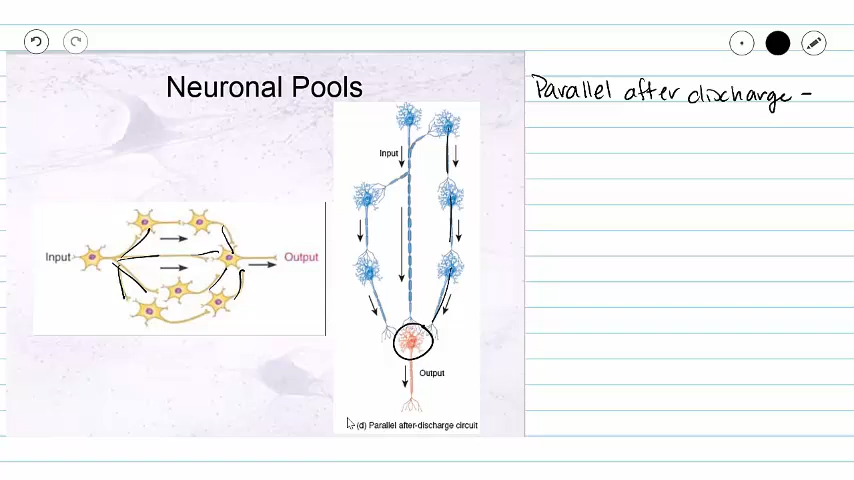 Neuronal Pools
Parallel after discharge -
Input
Input
Output
Output
(d) Parallel after-discharge circuit